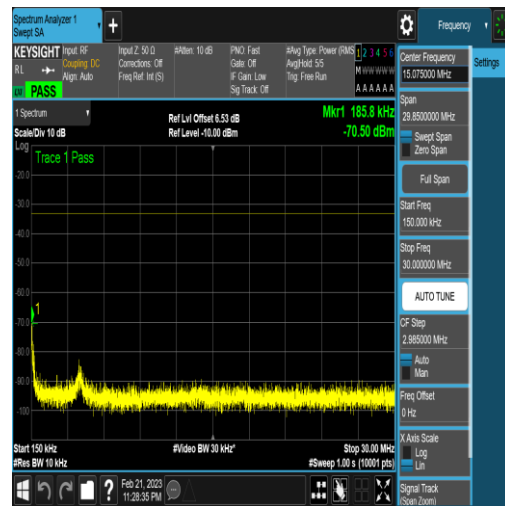 Spectrum Analyzer 1
Swept SA
+
Frequency
KEYSIGHT
RL
PASS
Input: RF
Coupling: DC
Align: Auto
Input Z: 50 Ω
Corrections: Off
Freq Ref: Int (S)
#Atten: 10 dB
PNO: Fast
Gate: Off
IF Gain: Low
Sig Track: Off
#Avg Type: Power (RMS
Avg|Hold: 5/5
Trig: Free Run
1 2 3 4 5 6
M W W W W W
A A A A A A
Settings
1 Spectrum
Scale/Div 10 dB
Ref Lvl Offset 6.53 dB
Ref Level -10.00 dBm
Mkr1 185.8 kHz
-70.50 dBm
Log
Trace 1 Pass
-20.0
-30.0
-40.0
-50.0
-60.0
-70.0
-80.0
-90.0
-100
1
Start 150 kHz
#Res BW 10 kHz
#Video BW 30 kHz*
Stop 30.00 MHz
#Sweep 1.00 s (10001 pts)
Center Frequency
15.075000 MHz
Span
29.8500000 MHz
Swept Span
Zero Span
Full Span
Start Freq
150.000 kHz
Stop Freq
30.000000 MHz
AUTO TUNE
CF Step
2.985000 MHz
Auto
Man
Freq Offset
0 Hz
X Axis Scale
Log
Lin
Signal Track
(Span Zoom)
?
Feb 21, 2023
11:28:35 PM